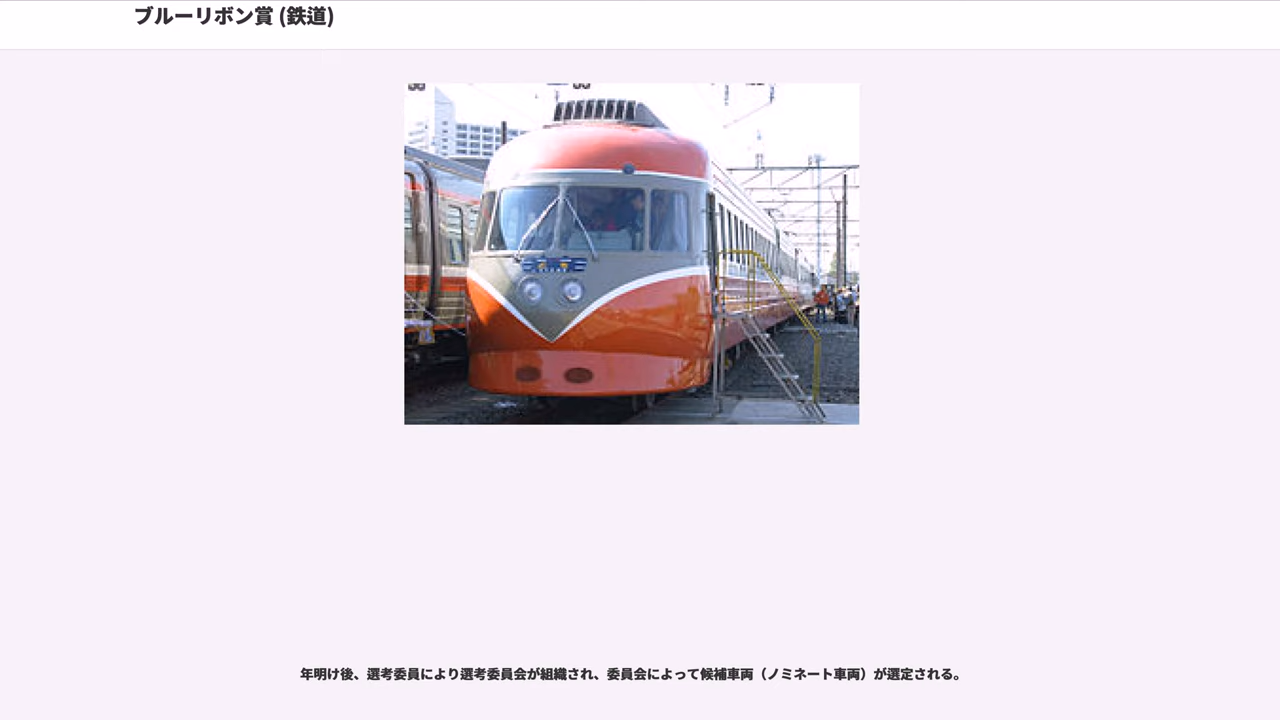 ブルーリボン賞 (鉄道)
年明け後、選考委員により選考委員会が組織され、委員会によって候補車両（ノミネート車両）が選定される。